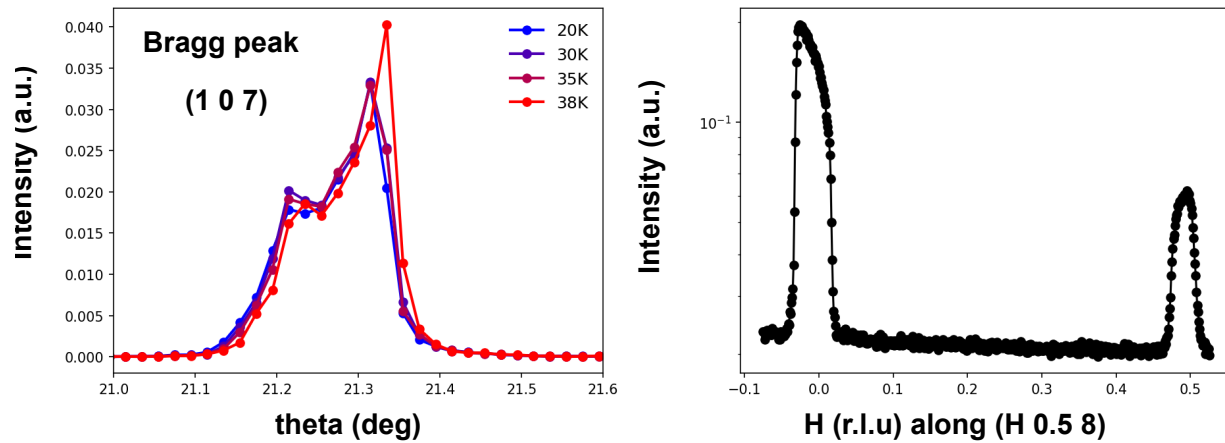 Bragg peak
(1 0 7)
20K
30K
35K
38K
Intensity (a.u.)
0.040
0.035
0.030
0.025
0.020
0.015
0.010
0.005
0.000
21.0 21.1 21.2 21.3 21.4 21.5 21.6
theta (deg)
Intensity (a.u.)
10⁻¹
−0.1 0.0 0.1 0.2 0.3 0.4 0.5
H (r.l.u) along (H 0.5 8)